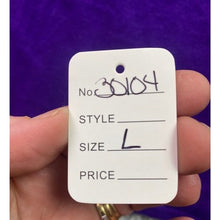 No. 30104
STYLE
SIZE L
PRICE